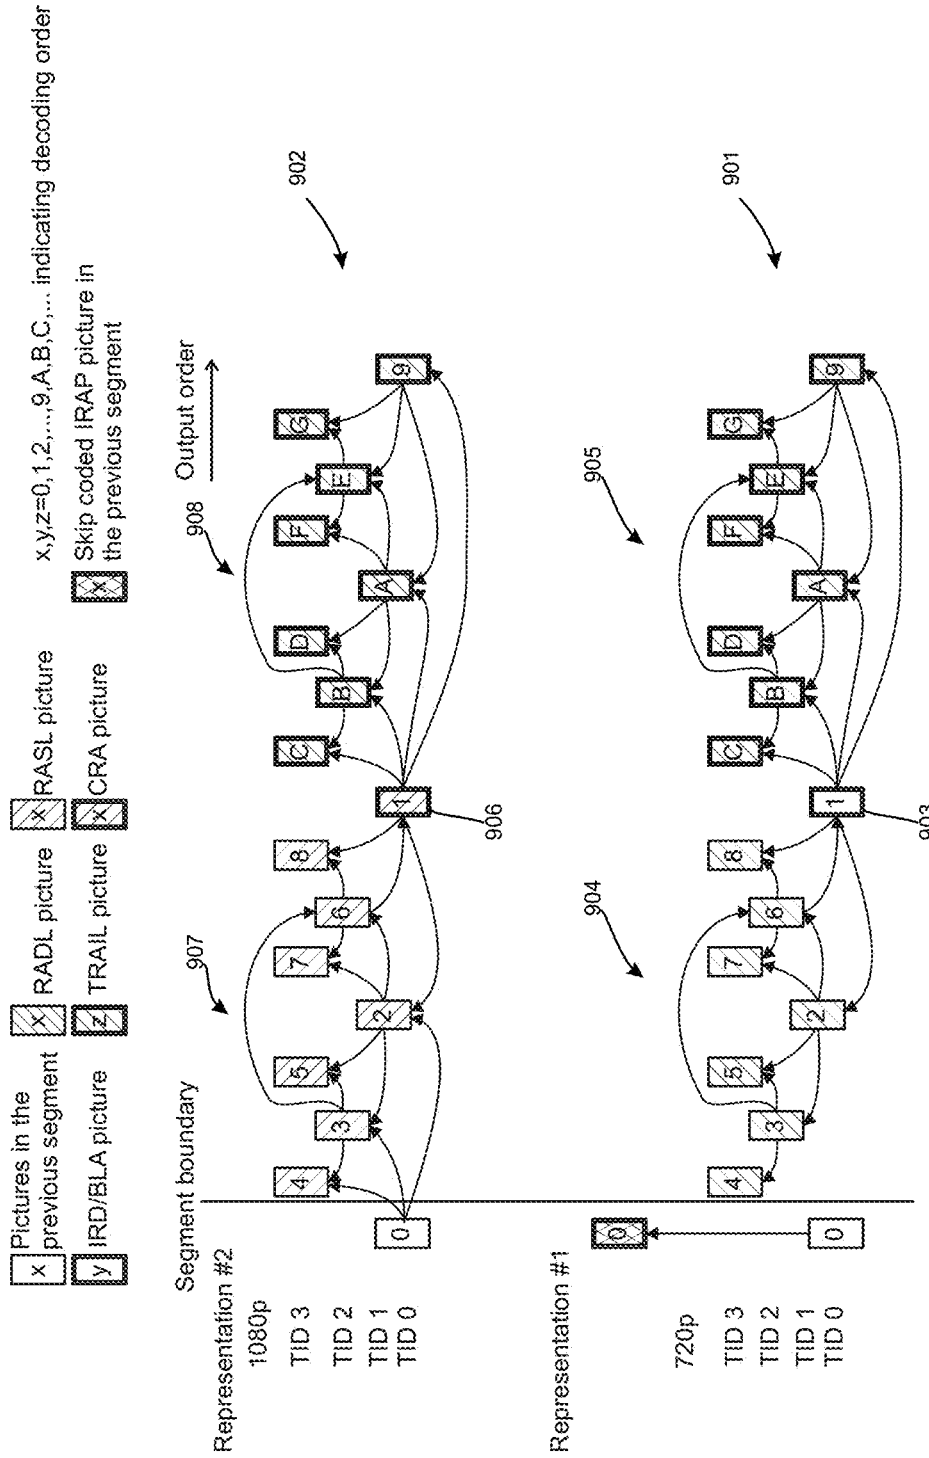 x Pictures in the
previous segment
x RADL picture
x RASL picture
x,y,z=0,1,2,...,9,A,B,C,... indicating decoding order
y IRD/BLA picture
z TRAIL picture
x CRA picture
x Skip coded IRAP picture in
the previous segment
Segment boundary
Output order
Representation #2
1080p
TID 3
TID 2
TID 1
TID 0
907
908
902
4 5 7 8 C D F G
3 6 B E
2 A
0 1 9
906
Representation #1
0
720p
TID 3
TID 2
TID 1
TID 0
904
905
901
4 5 7 8 C D F G
3 6 B E
2 A
0 1 9
903